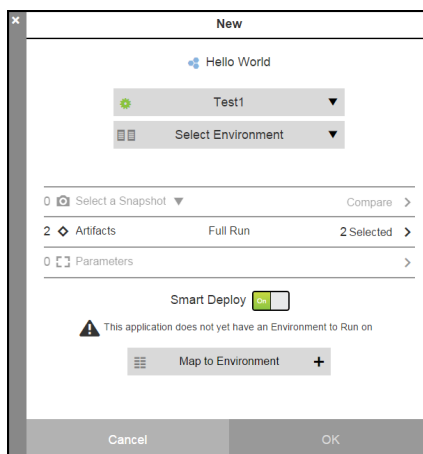 New
Hello World
Test1
Select Environment
0 Select a Snapshot Compare
2 Artifacts Full Run 2 Selected
0 Parameters
Smart Deploy On
This application does not yet have an Environment to Run on
Map to Environment +
Cancel OK